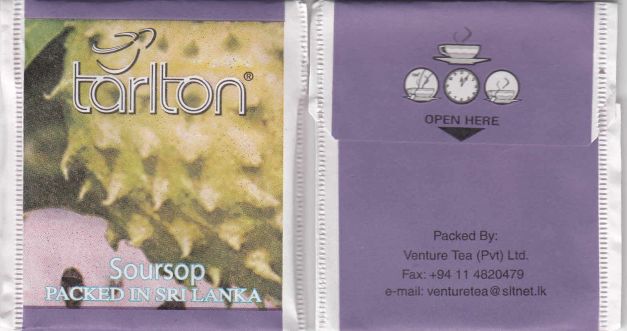 tarlton®
Soursop
PACKED IN SRI LANKA
OPEN HERE
Packed By:
Venture Tea (Pvt) Ltd.
Fax: +94 11 4820479
e-mail: venturetea@sltnet.lk